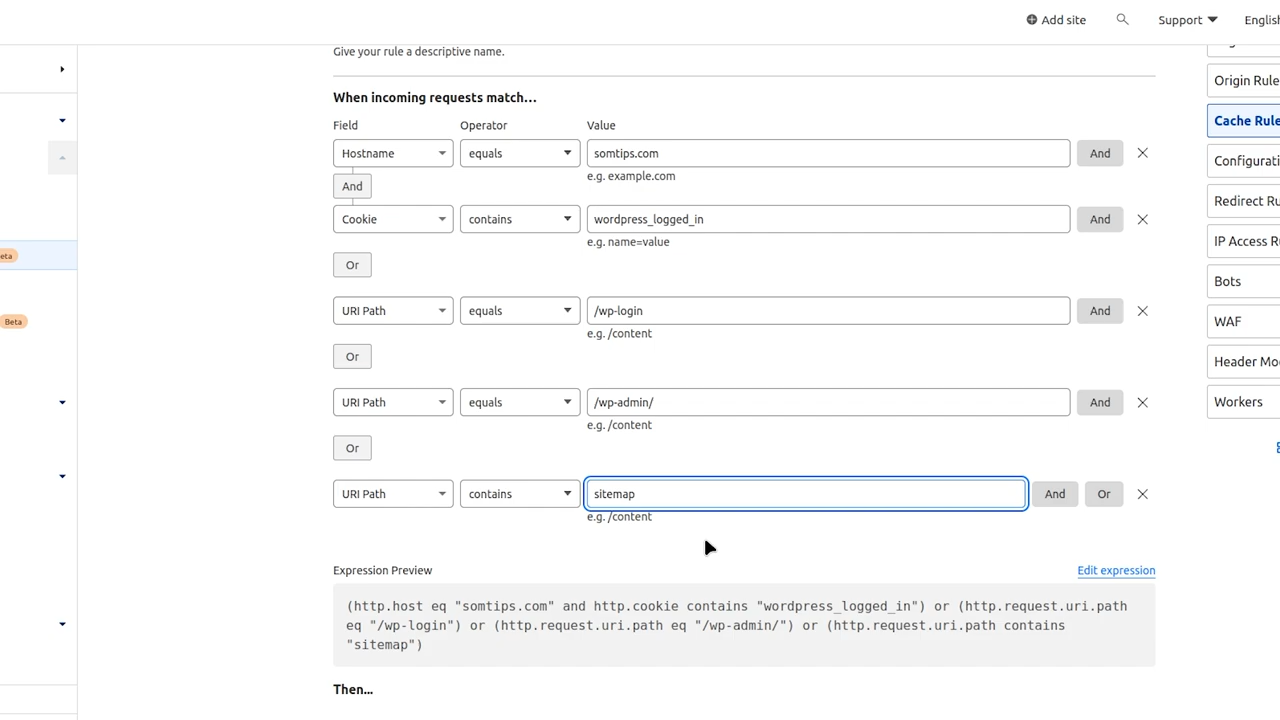 Add site
Support
English
Give your rule a descriptive name.
When incoming requests match…
Field
Operator
Value
Hostname
equals
somtips.com
And
e.g. example.com
And
Cookie
contains
wordpress_logged_in
And
e.g. name=value
Or
URI Path
equals
/wp-login
And
e.g. /content
Or
URI Path
equals
/wp-admin/
And
e.g. /content
Or
URI Path
contains
sitemap
And
Or
e.g. /content
Expression Preview
Edit expression
(http.host eq "somtips.com" and http.cookie contains "wordpress_logged_in") or (http.request.uri.path
eq "/wp-login") or (http.request.uri.path eq "/wp-admin/") or (http.request.uri.path contains
"sitemap")
Then...
Origin Rule
Cache Rule
Configurati
Redirect Ru
IP Access R
Bots
WAF
Header Mo
Workers
eta
Beta